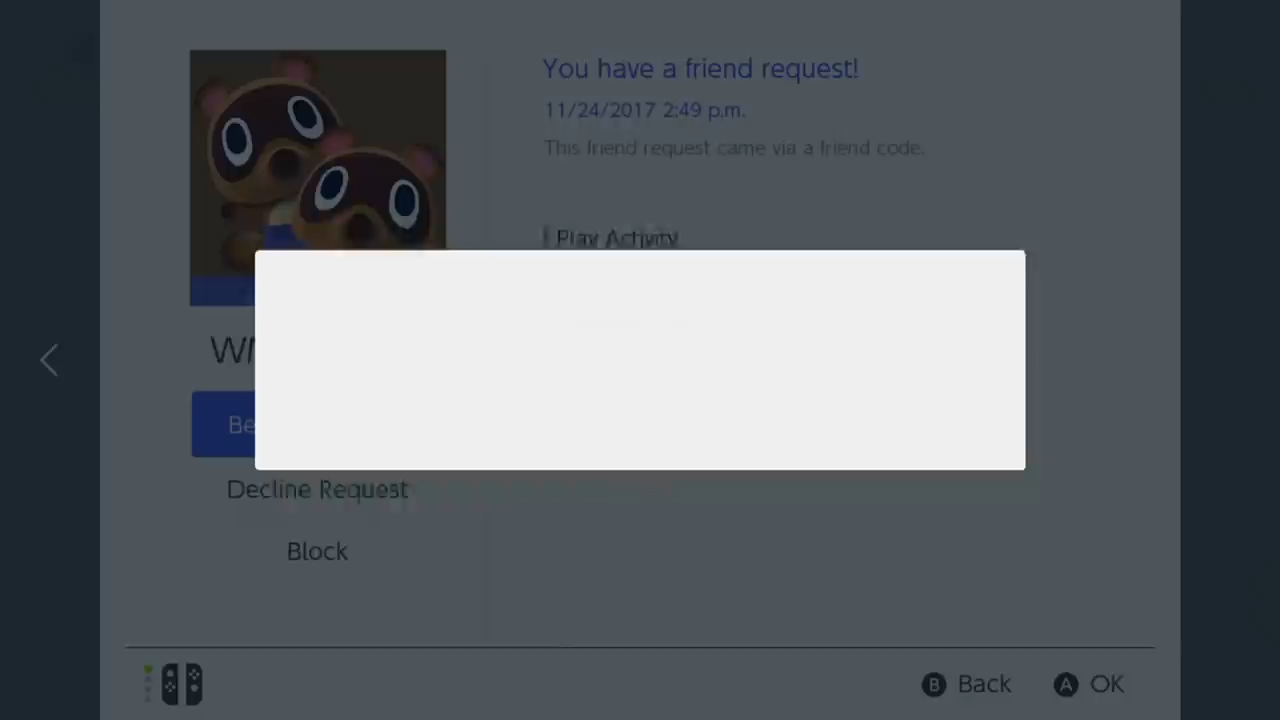 You have a friend request!
11/24/2017 2:49 p.m.
This friend request came via a friend code.
Play Activity
Decline Request
Block
B Back
A OK